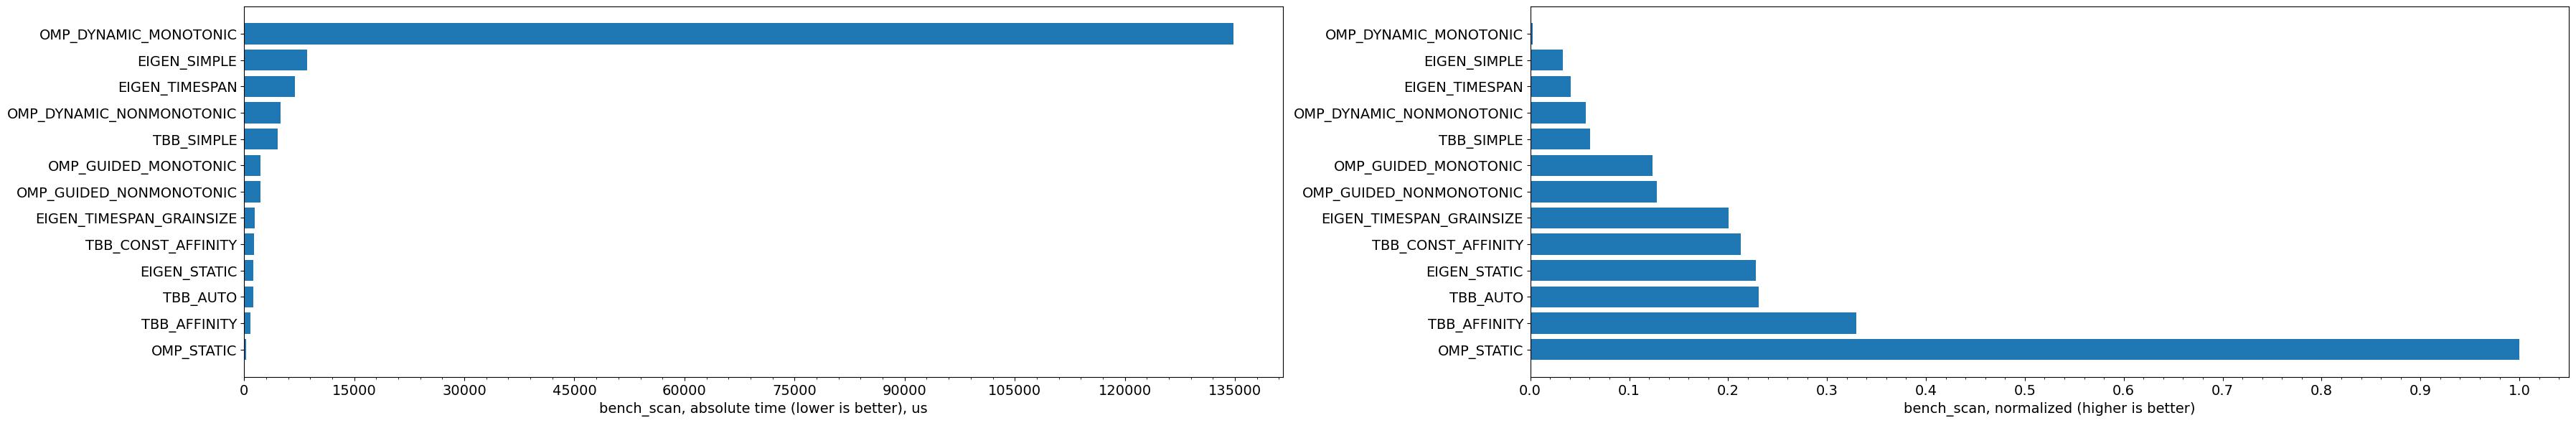 OMP_DYNAMIC_MONOTONIC
EIGEN_SIMPLE
EIGEN_TIMESPAN
OMP_DYNAMIC_NONMONOTONIC
TBB_SIMPLE
OMP_GUIDED_MONOTONIC
OMP_GUIDED_NONMONOTONIC
EIGEN_TIMESPAN_GRAINSIZE
TBB_CONST_AFFINITY
EIGEN_STATIC
TBB_AUTO
TBB_AFFINITY
OMP_STATIC
0 15000 30000 45000 60000 75000 90000 105000 120000 135000
bench_scan, absolute time (lower is better), us
OMP_DYNAMIC_MONOTONIC
EIGEN_SIMPLE
EIGEN_TIMESPAN
OMP_DYNAMIC_NONMONOTONIC
TBB_SIMPLE
OMP_GUIDED_MONOTONIC
OMP_GUIDED_NONMONOTONIC
EIGEN_TIMESPAN_GRAINSIZE
TBB_CONST_AFFINITY
EIGEN_STATIC
TBB_AUTO
TBB_AFFINITY
OMP_STATIC
0.0 0.1 0.2 0.3 0.4 0.5 0.6 0.7 0.8 0.9 1.0
bench_scan, normalized (higher is better)